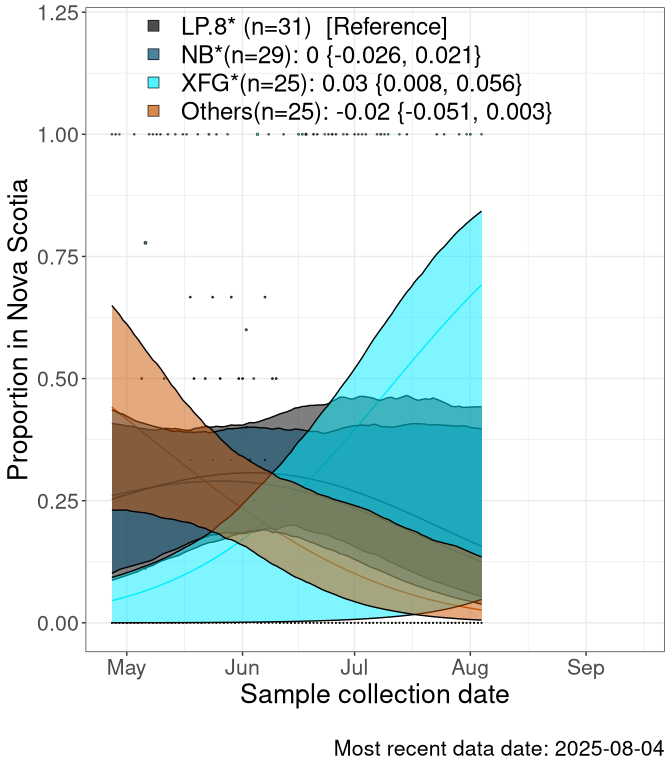 1.25
LP.8* (n=31) [Reference]
NB*(n=29): 0 {-0.026, 0.021}
XFG*(n=25): 0.03 {0.008, 0.056}
Others(n=25): -0.02 {-0.051, 0.003}
1.00
0.75
0.50
0.25
0.00
Proportion in Nova Scotia
May Jun Jul Aug Sep
Sample collection date
Most recent data date: 2025-08-04